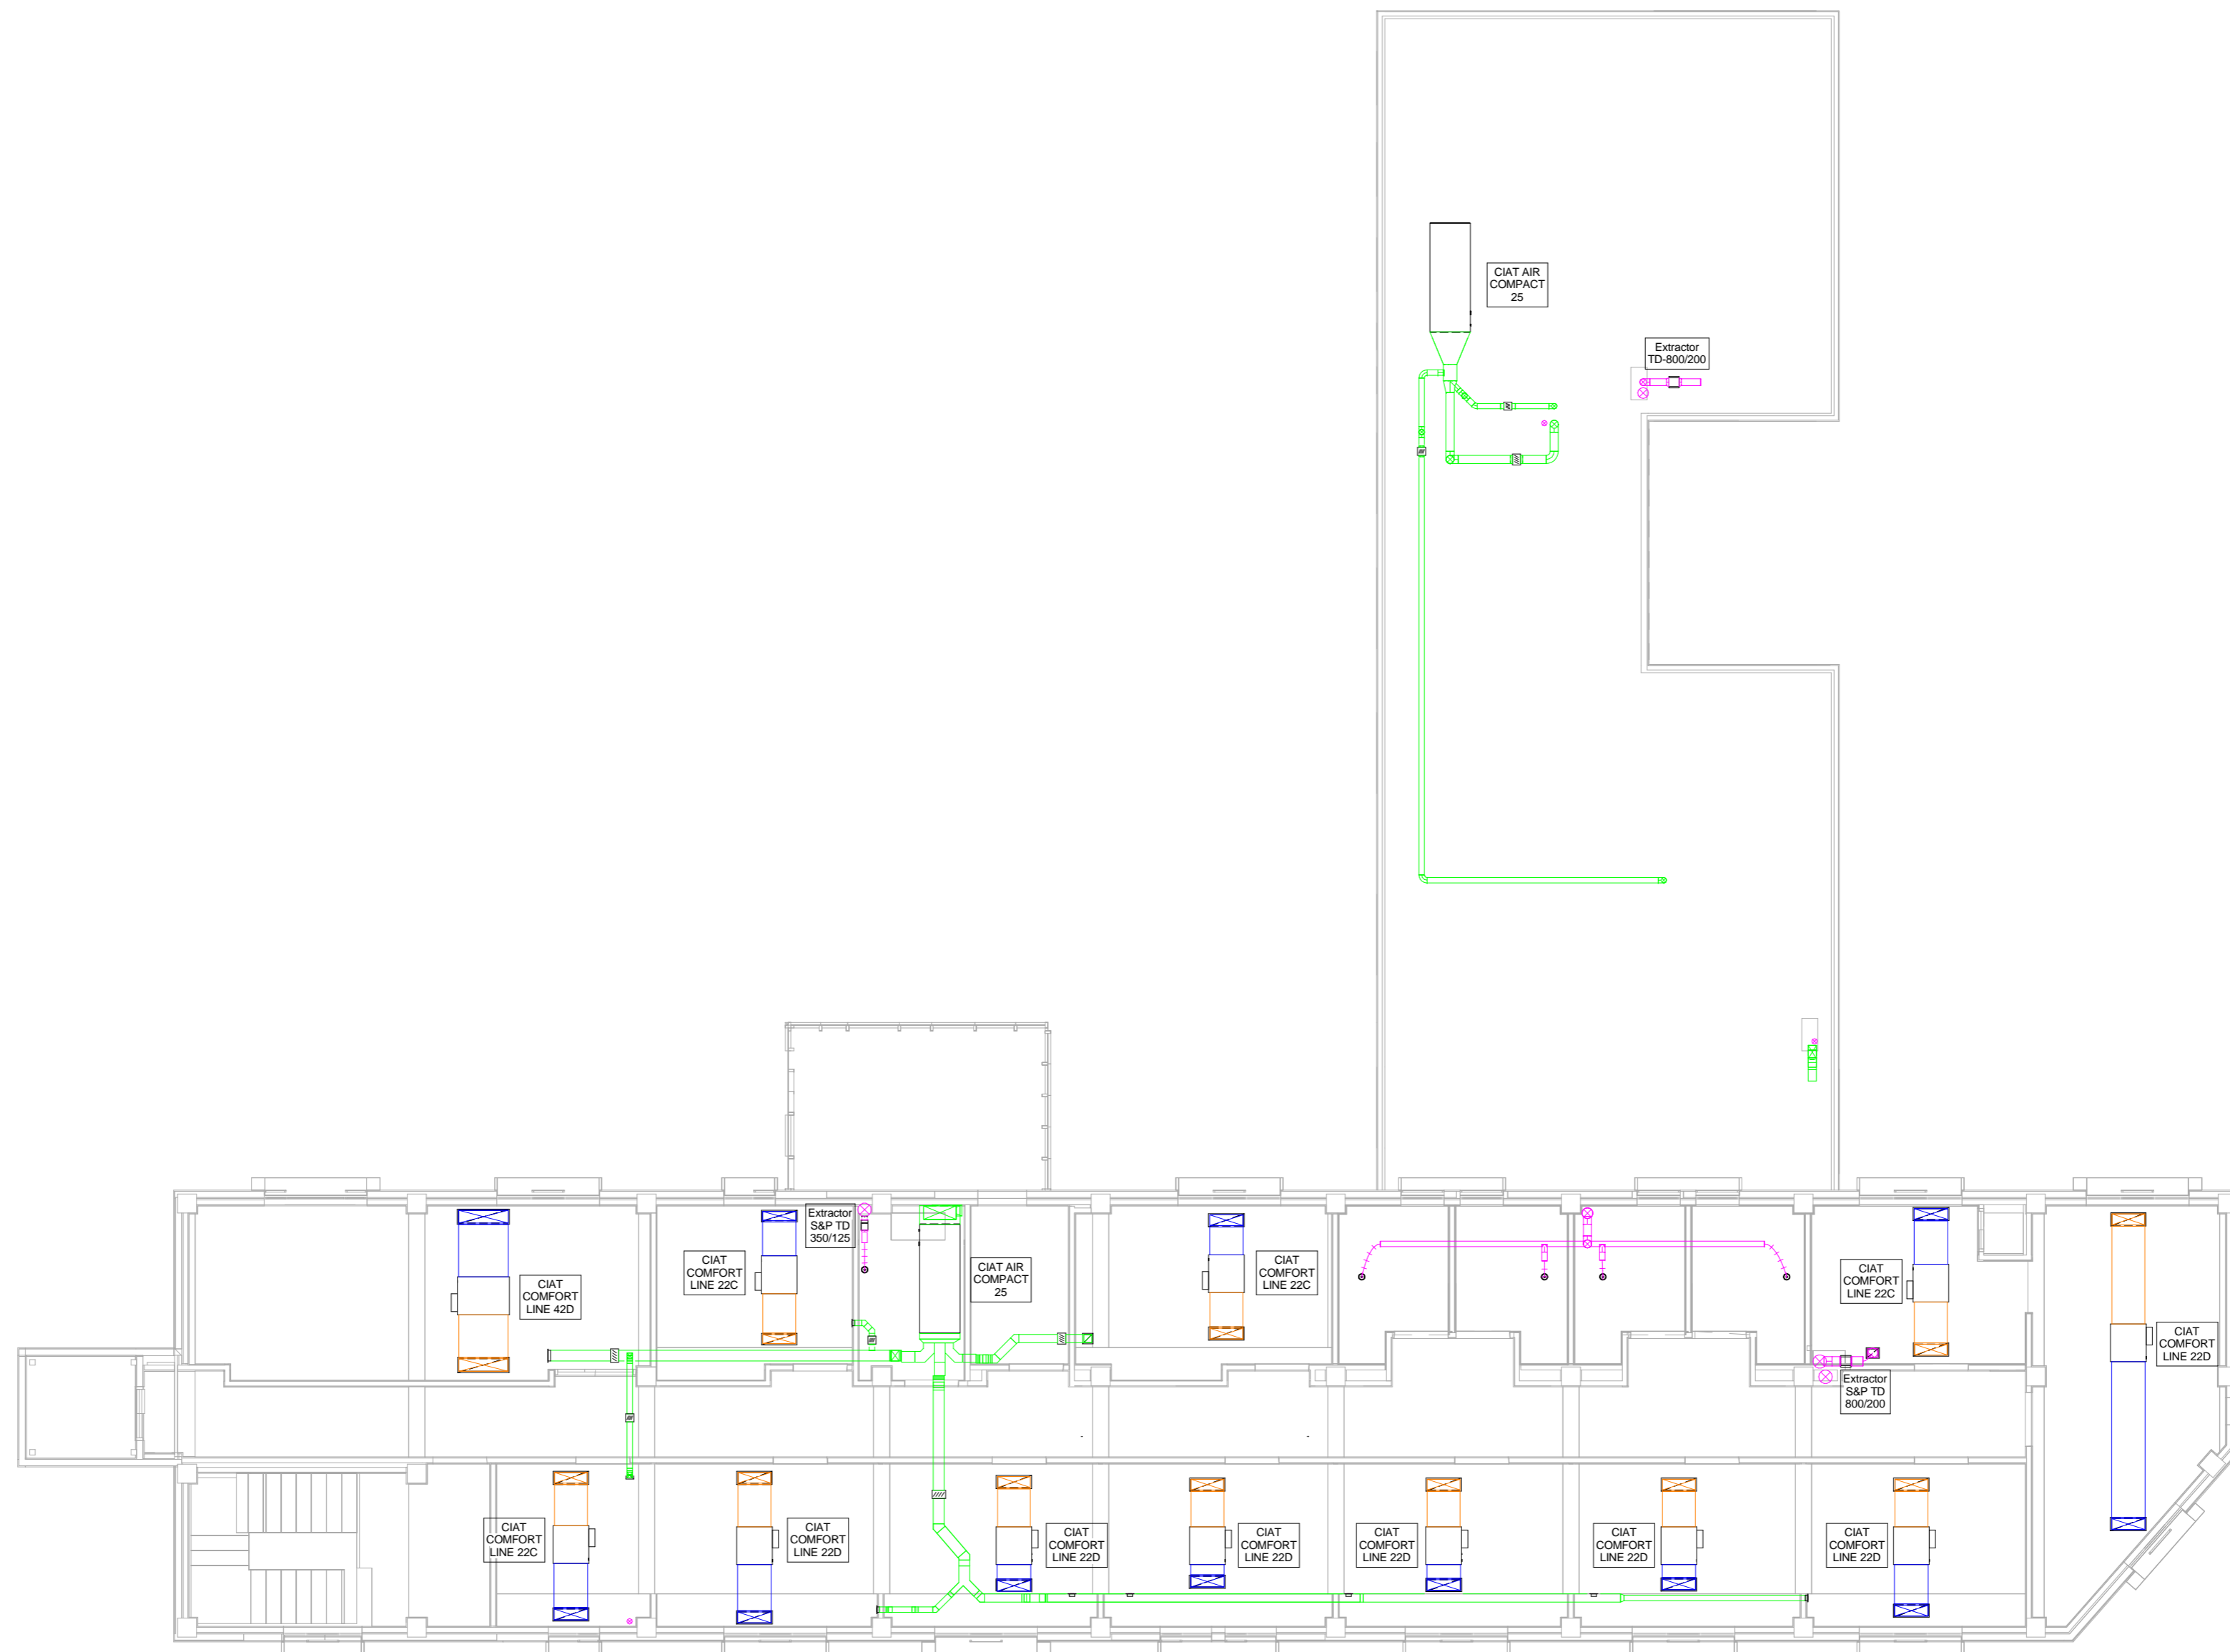 CIAT AIR
COMPACT
25
Extractor
TD-800/200
Extractor
S&P TD
350/125
CIAT
COMFORT
LINE 42D
CIAT
COMFORT
LINE 22C
CIAT AIR
COMPACT
25
CIAT
COMFORT
LINE 22C
CIAT
COMFORT
LINE 22C
CIAT
COMFORT
LINE 22D
Extractor
S&P TD
800/200
CIAT
COMFORT
LINE 22C
CIAT
COMFORT
LINE 22D
CIAT
COMFORT
LINE 22D
CIAT
COMFORT
LINE 22D
CIAT
COMFORT
LINE 22D
CIAT
COMFORT
LINE 22D
CIAT
COMFORT
LINE 22D